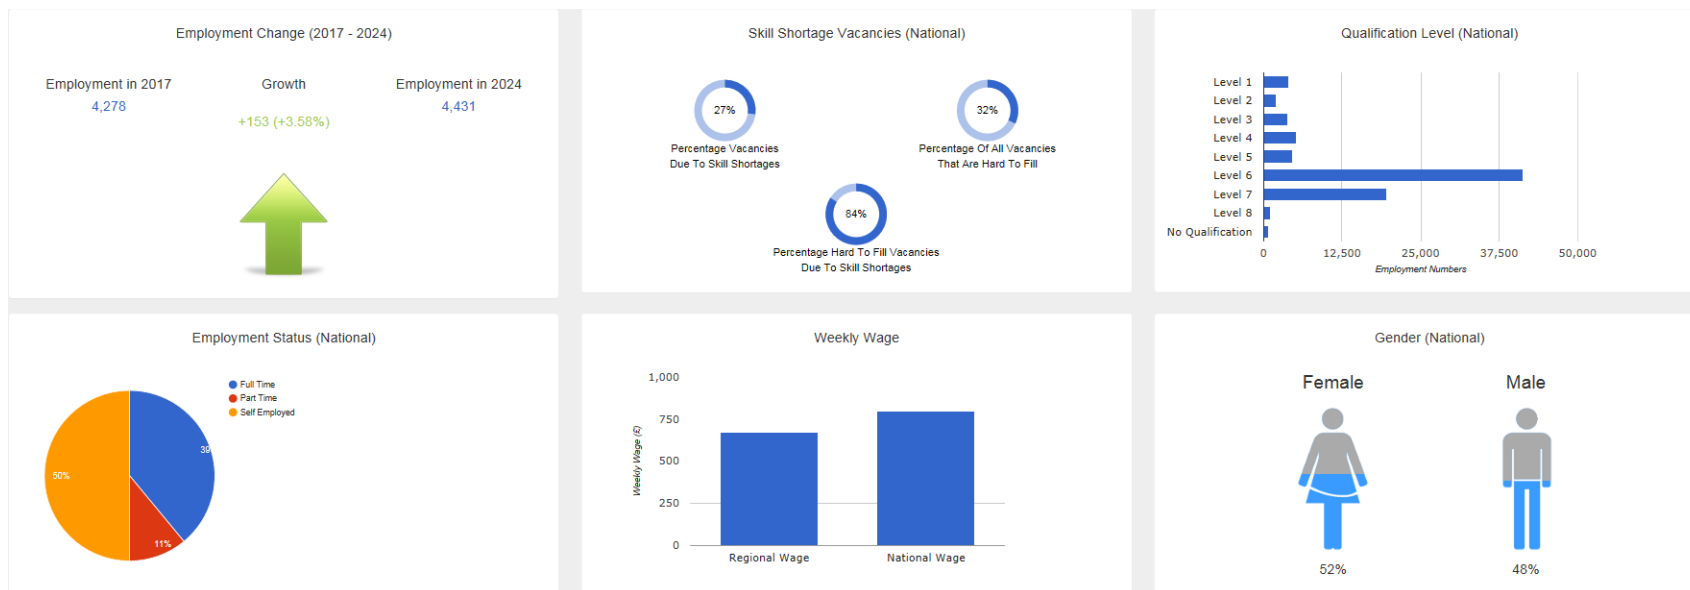 Employment Change (2017 - 2024)
Employment in 2017
4,278
Growth
+153 (+3.58%)
Employment in 2024
4,431
Skill Shortage Vacancies (National)
27%
Percentage Vacancies
Due To Skill Shortages
32%
Percentage Of All Vacancies
That Are Hard To Fill
84%
Percentage Hard To Fill Vacancies
Due To Skill Shortages
Qualification Level (National)
Level 1
Level 2
Level 3
Level 4
Level 5
Level 6
Level 7
Level 8
No Qualification
0 12,500 25,000 37,500 50,000
Employment Numbers
Employment Status (National)
Full Time
Part Time
Self Employed
39
50%
11%
Weekly Wage
1,000
750
500
250
0
Weekly Wage (£)
Regional Wage National Wage
Gender (National)
Female Male
52% 48%